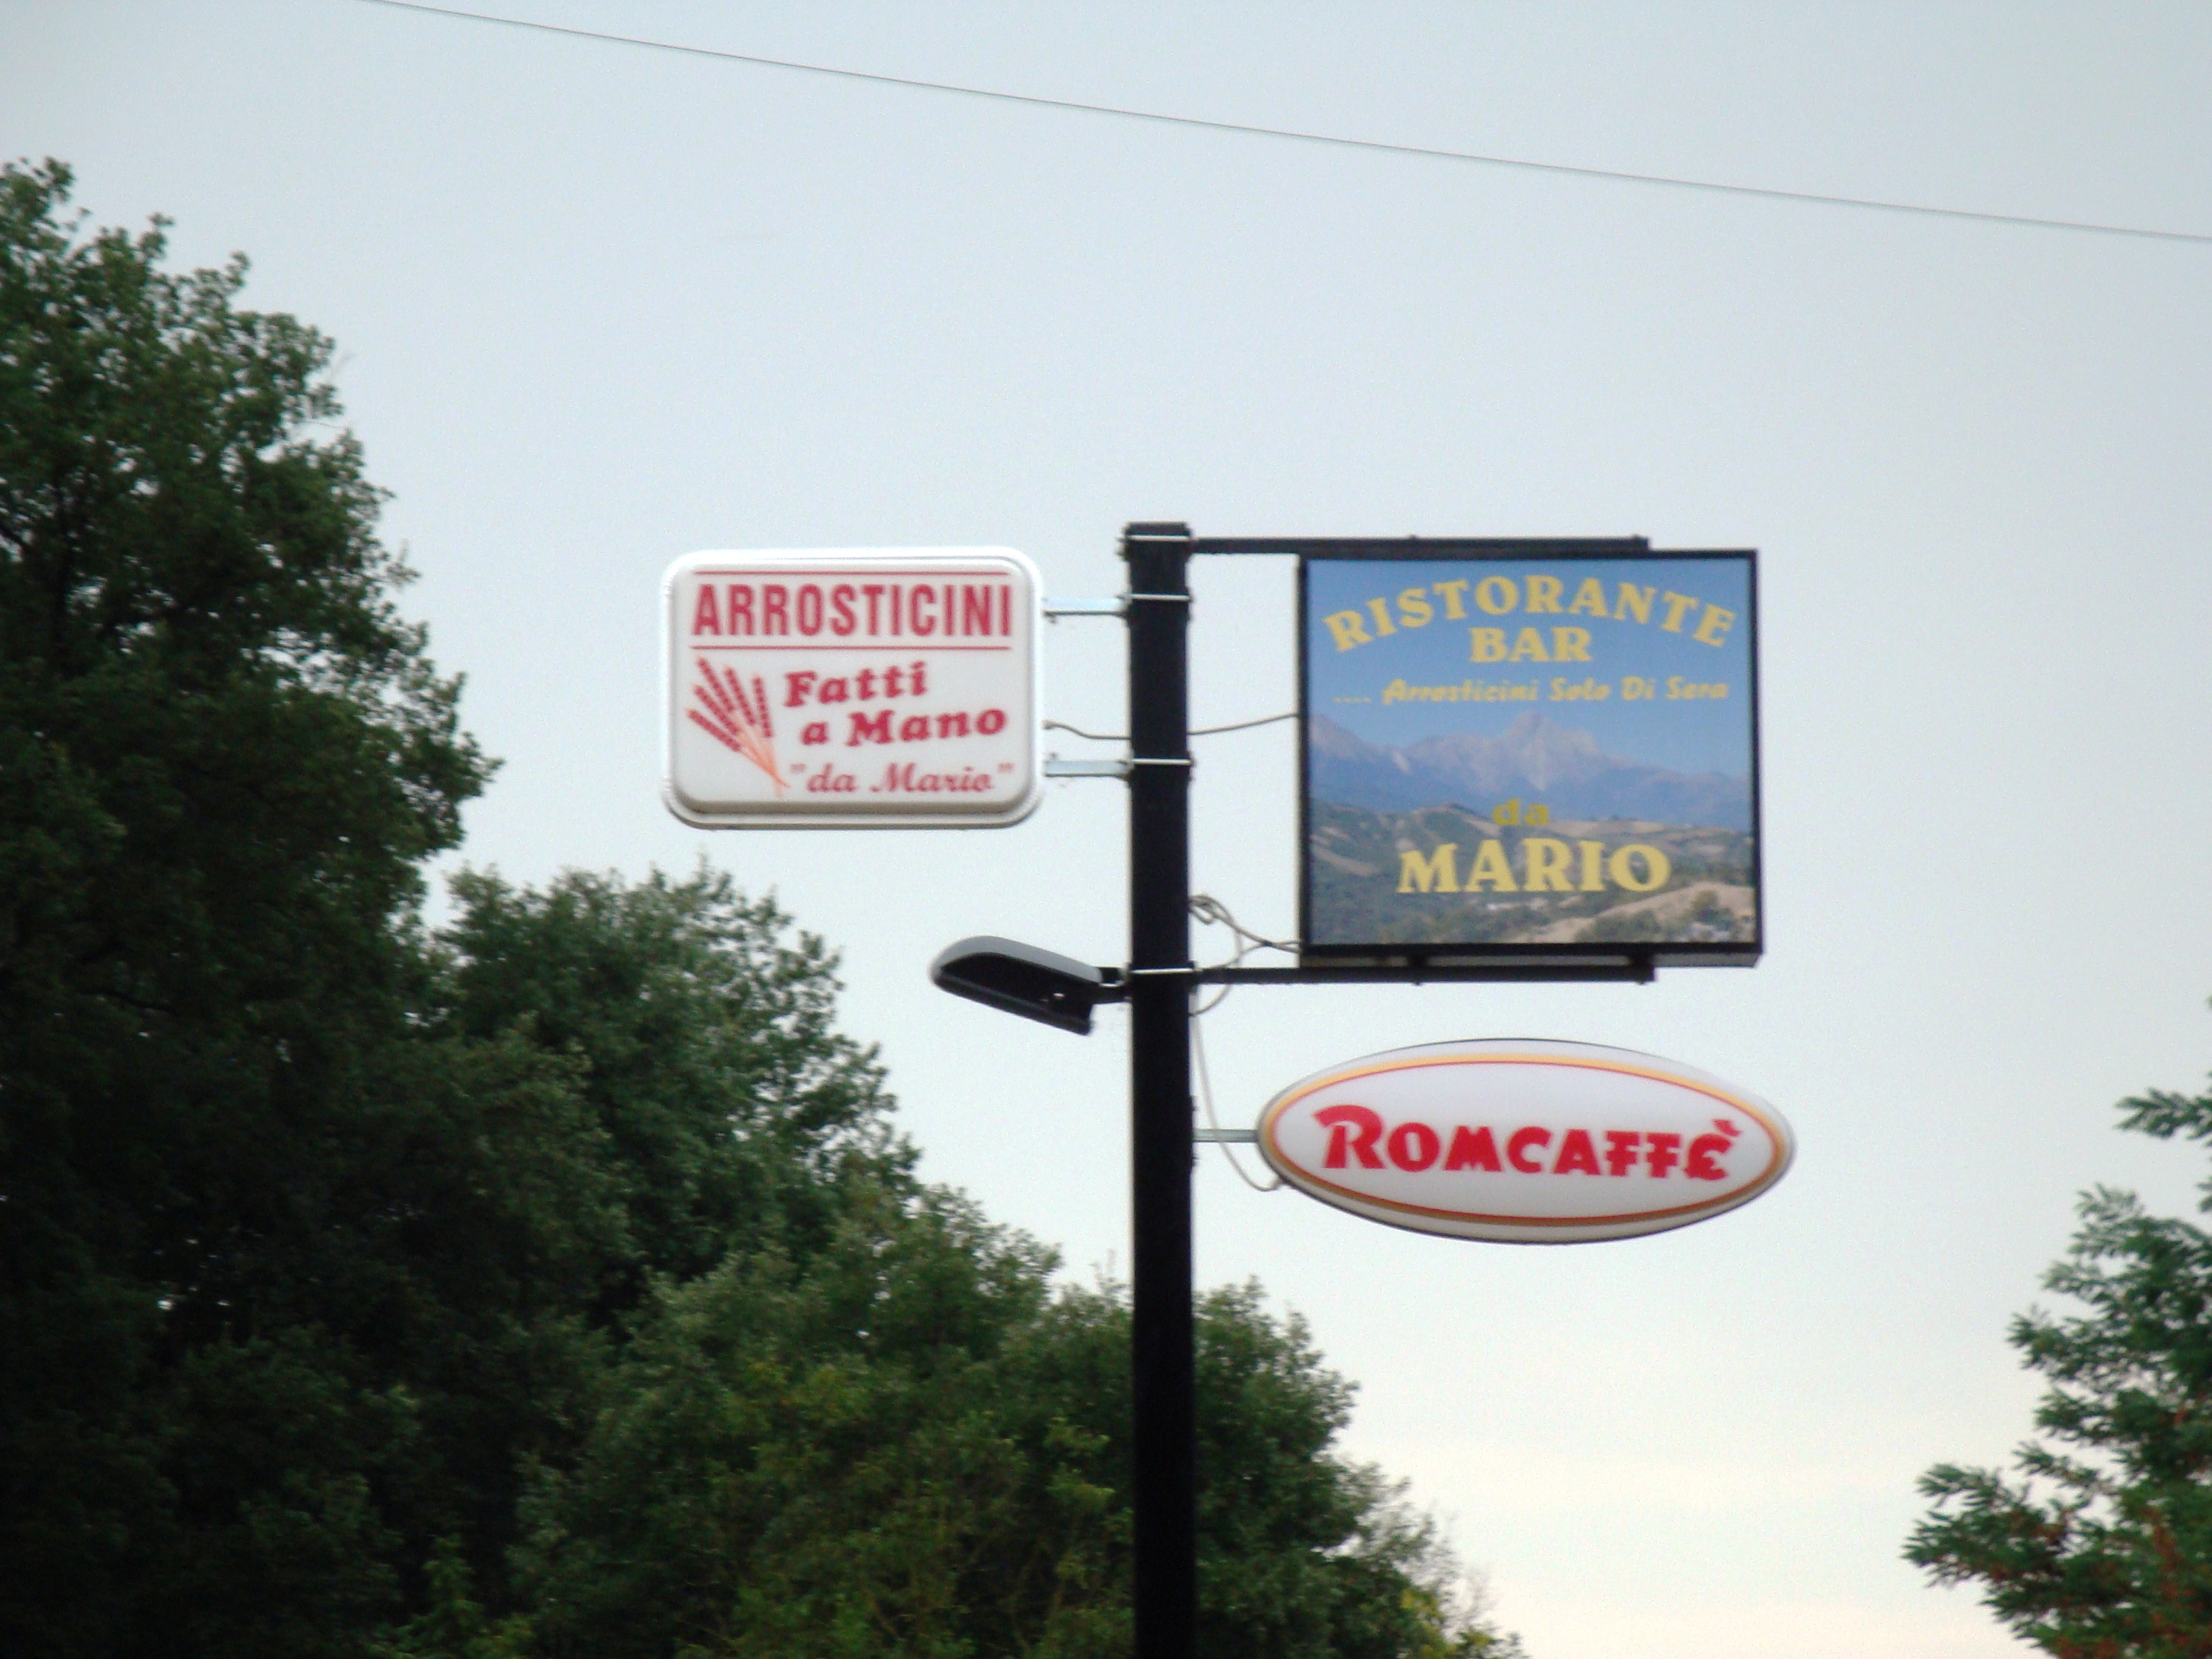 ARROSTICINI
Fatti
a Mano
"da Mario"
RISTORANTE
BAR
.... Arrosticini Solo Di Sera
da
MARIO
ROMCAFFÈ